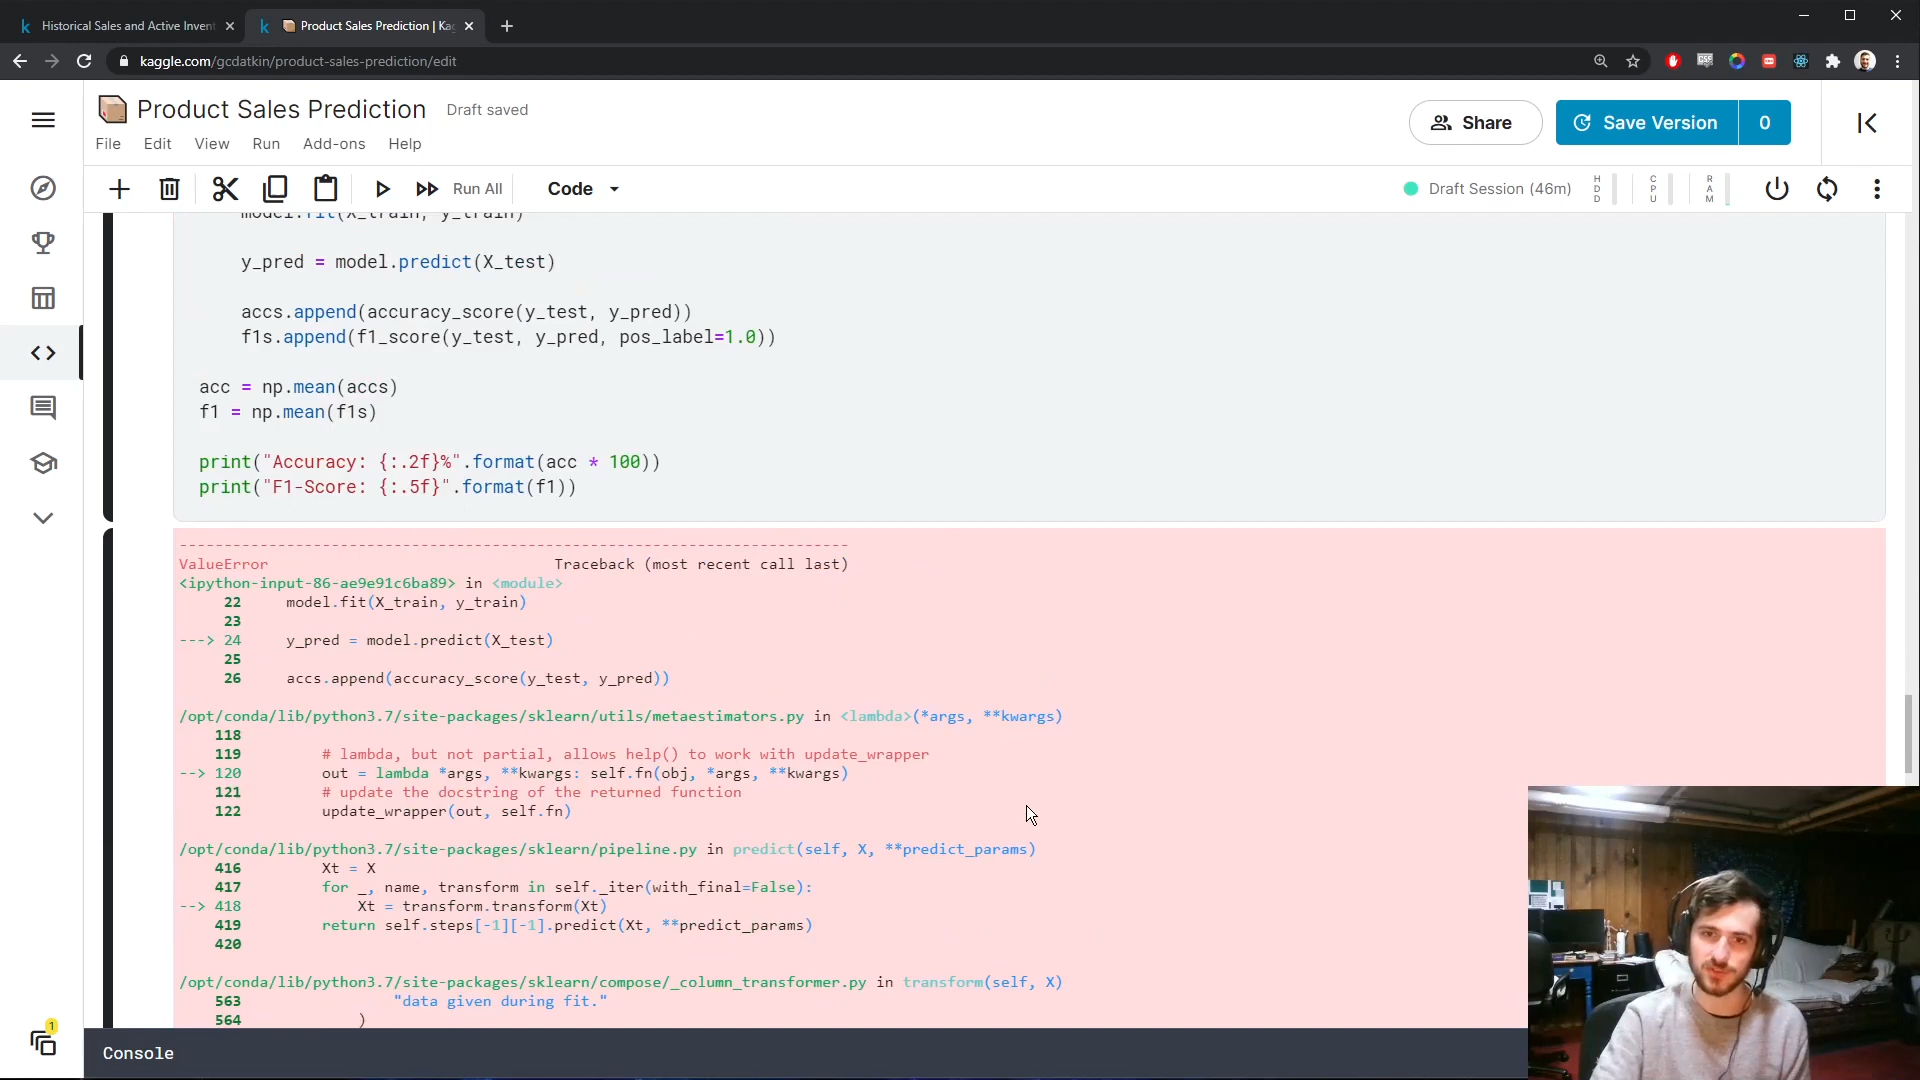 Historical Sales and Active Invent
Product Sales Prediction | Kag
kaggle.com/gcdatkin/product-sales-prediction/edit
Product Sales Prediction
Draft saved
File Edit View Run Add-ons Help
Share
Save Version
0
Run All
Code
Draft Session (46m)
HDD
CPU
RAM
model.fit(X_train, y_train)
y_pred = model.predict(X_test)
accs.append(accuracy_score(y_test, y_pred))
f1s.append(f1_score(y_test, y_pred, pos_label=1.0))
acc = np.mean(accs)
f1 = np.mean(f1s)
print("Accuracy: {:.2f}%".format(acc * 100))
print("F1-Score: {:.5f}".format(f1))
---------------------------------------------------------------------------
ValueError Traceback (most recent call last)
<ipython-input-86-ae9e91c6ba89> in <module>
22 model.fit(X_train, y_train)
23
---> 24 y_pred = model.predict(X_test)
25
26 accs.append(accuracy_score(y_test, y_pred))
/opt/conda/lib/python3.7/site-packages/sklearn/utils/metaestimators.py in <lambda>(*args, **kwargs)
118
119 # lambda, but not partial, allows help() to work with update_wrapper
--> 120 out = lambda *args, **kwargs: self.fn(obj, *args, **kwargs)
121 # update the docstring of the returned function
122 update_wrapper(out, self.fn)
/opt/conda/lib/python3.7/site-packages/sklearn/pipeline.py in predict(self, X, **predict_params)
416 Xt = X
417 for _, name, transform in self._iter(with_final=False):
--> 418 Xt = transform.transform(Xt)
419 return self.steps[-1][-1].predict(Xt, **predict_params)
420
/opt/conda/lib/python3.7/site-packages/sklearn/compose/_column_transformer.py in transform(self, X)
563 "data given during fit."
564 )
1
Console